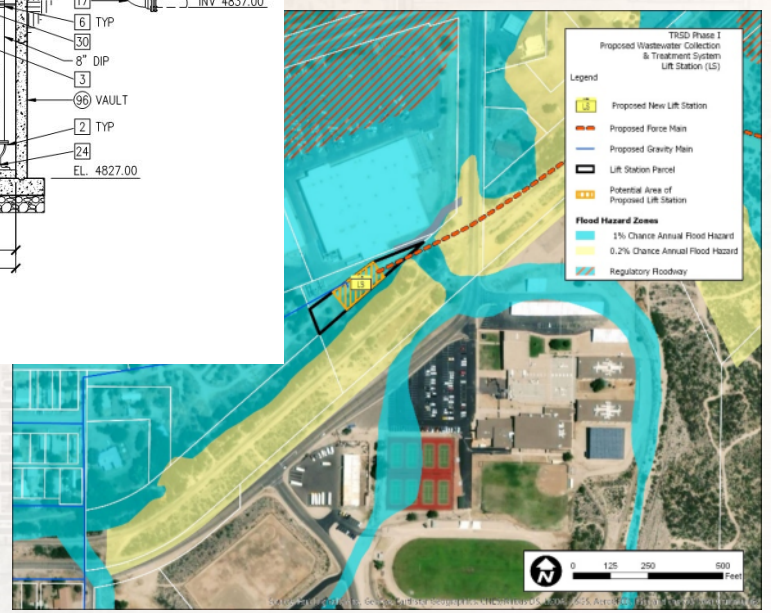 17
INV 4837.00
6 TYP
30
8" DIP
3
96 VAULT
2 TYP
24
EL. 4827.00
TRSD Phase I
Proposed Wastewater Collection
& Treatment System
Lift Station (LS)
Legend
LS Proposed New Lift Station
Proposed Force Main
Proposed Gravity Main
Lift Station Parcel
Potential Area of
Proposed Lift Station
Flood Hazard Zones
1% Chance Annual Flood Hazard
0.2% Chance Annual Flood Hazard
Regulatory Floodway
LS
N
0 125 250 500
Feet